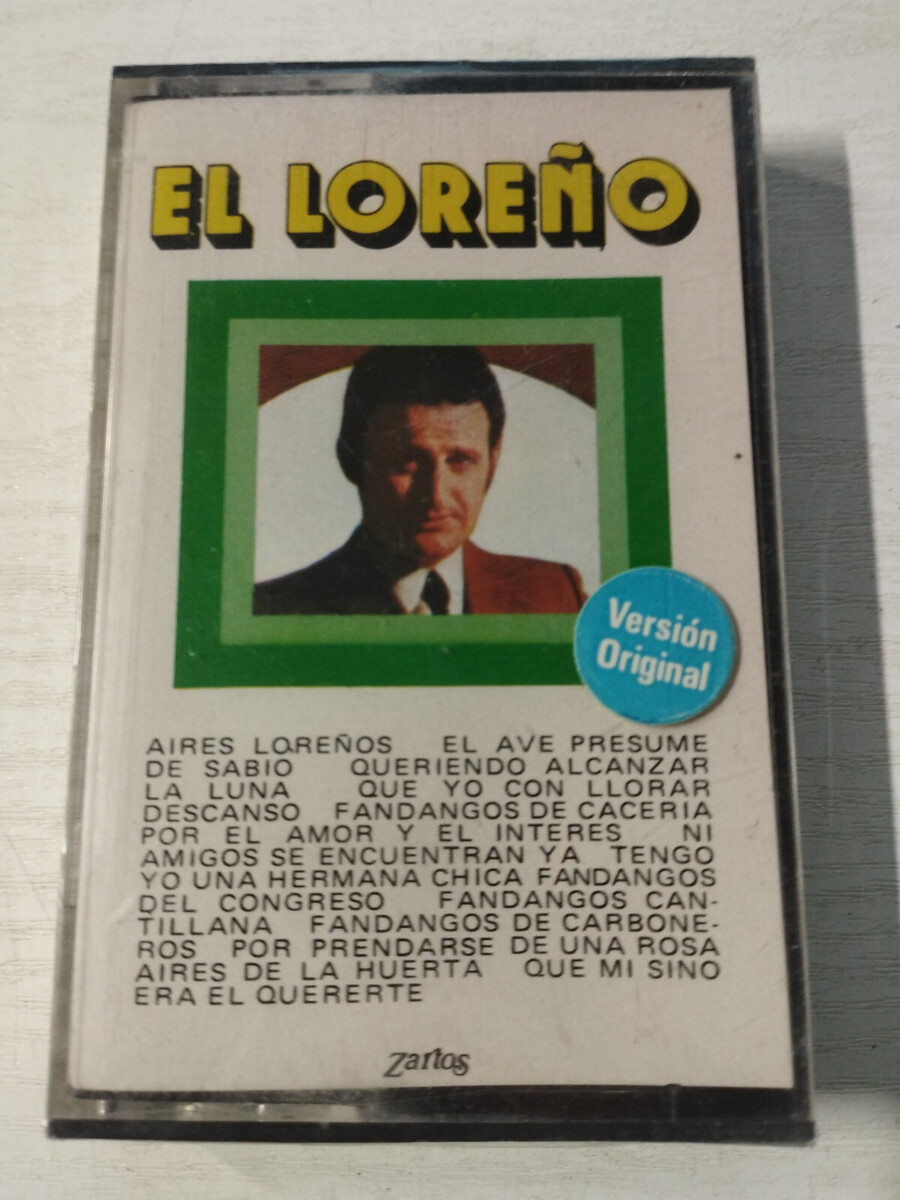 EL LOREÑO
Versión
Original
AIRES LOREÑOS EL AVE PRESUME
DE SABIO QUERIENDO ALCANZAR
LA LUNA QUE YO CON LLORAR
DESCANSO FANDANGOS DE CACERIA
POR EL AMOR Y EL INTERES NI
AMIGOS SE ENCUENTRAN YA TENGO
YO UNA HERMANA CHICA FANDANGOS
DEL CONGRESO FANDANGOS CAN-
TILLANA FANDANGOS DE CARBONE-
ROS POR PRENDARSE DE UNA ROSA
AIRES DE LA HUERTA QUE MI SINO
ERA EL QUERERTE
Zartos